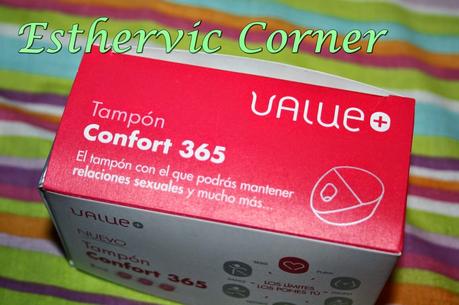 Esthervic Corner
value+
Tampón
Confort 365
El tampón con el que podrás mantener
relaciones sexuales y mucho más...
value+
NUEVO
Tampón
Confort 365
LOS LÍMITES
LOS PONES TÚ